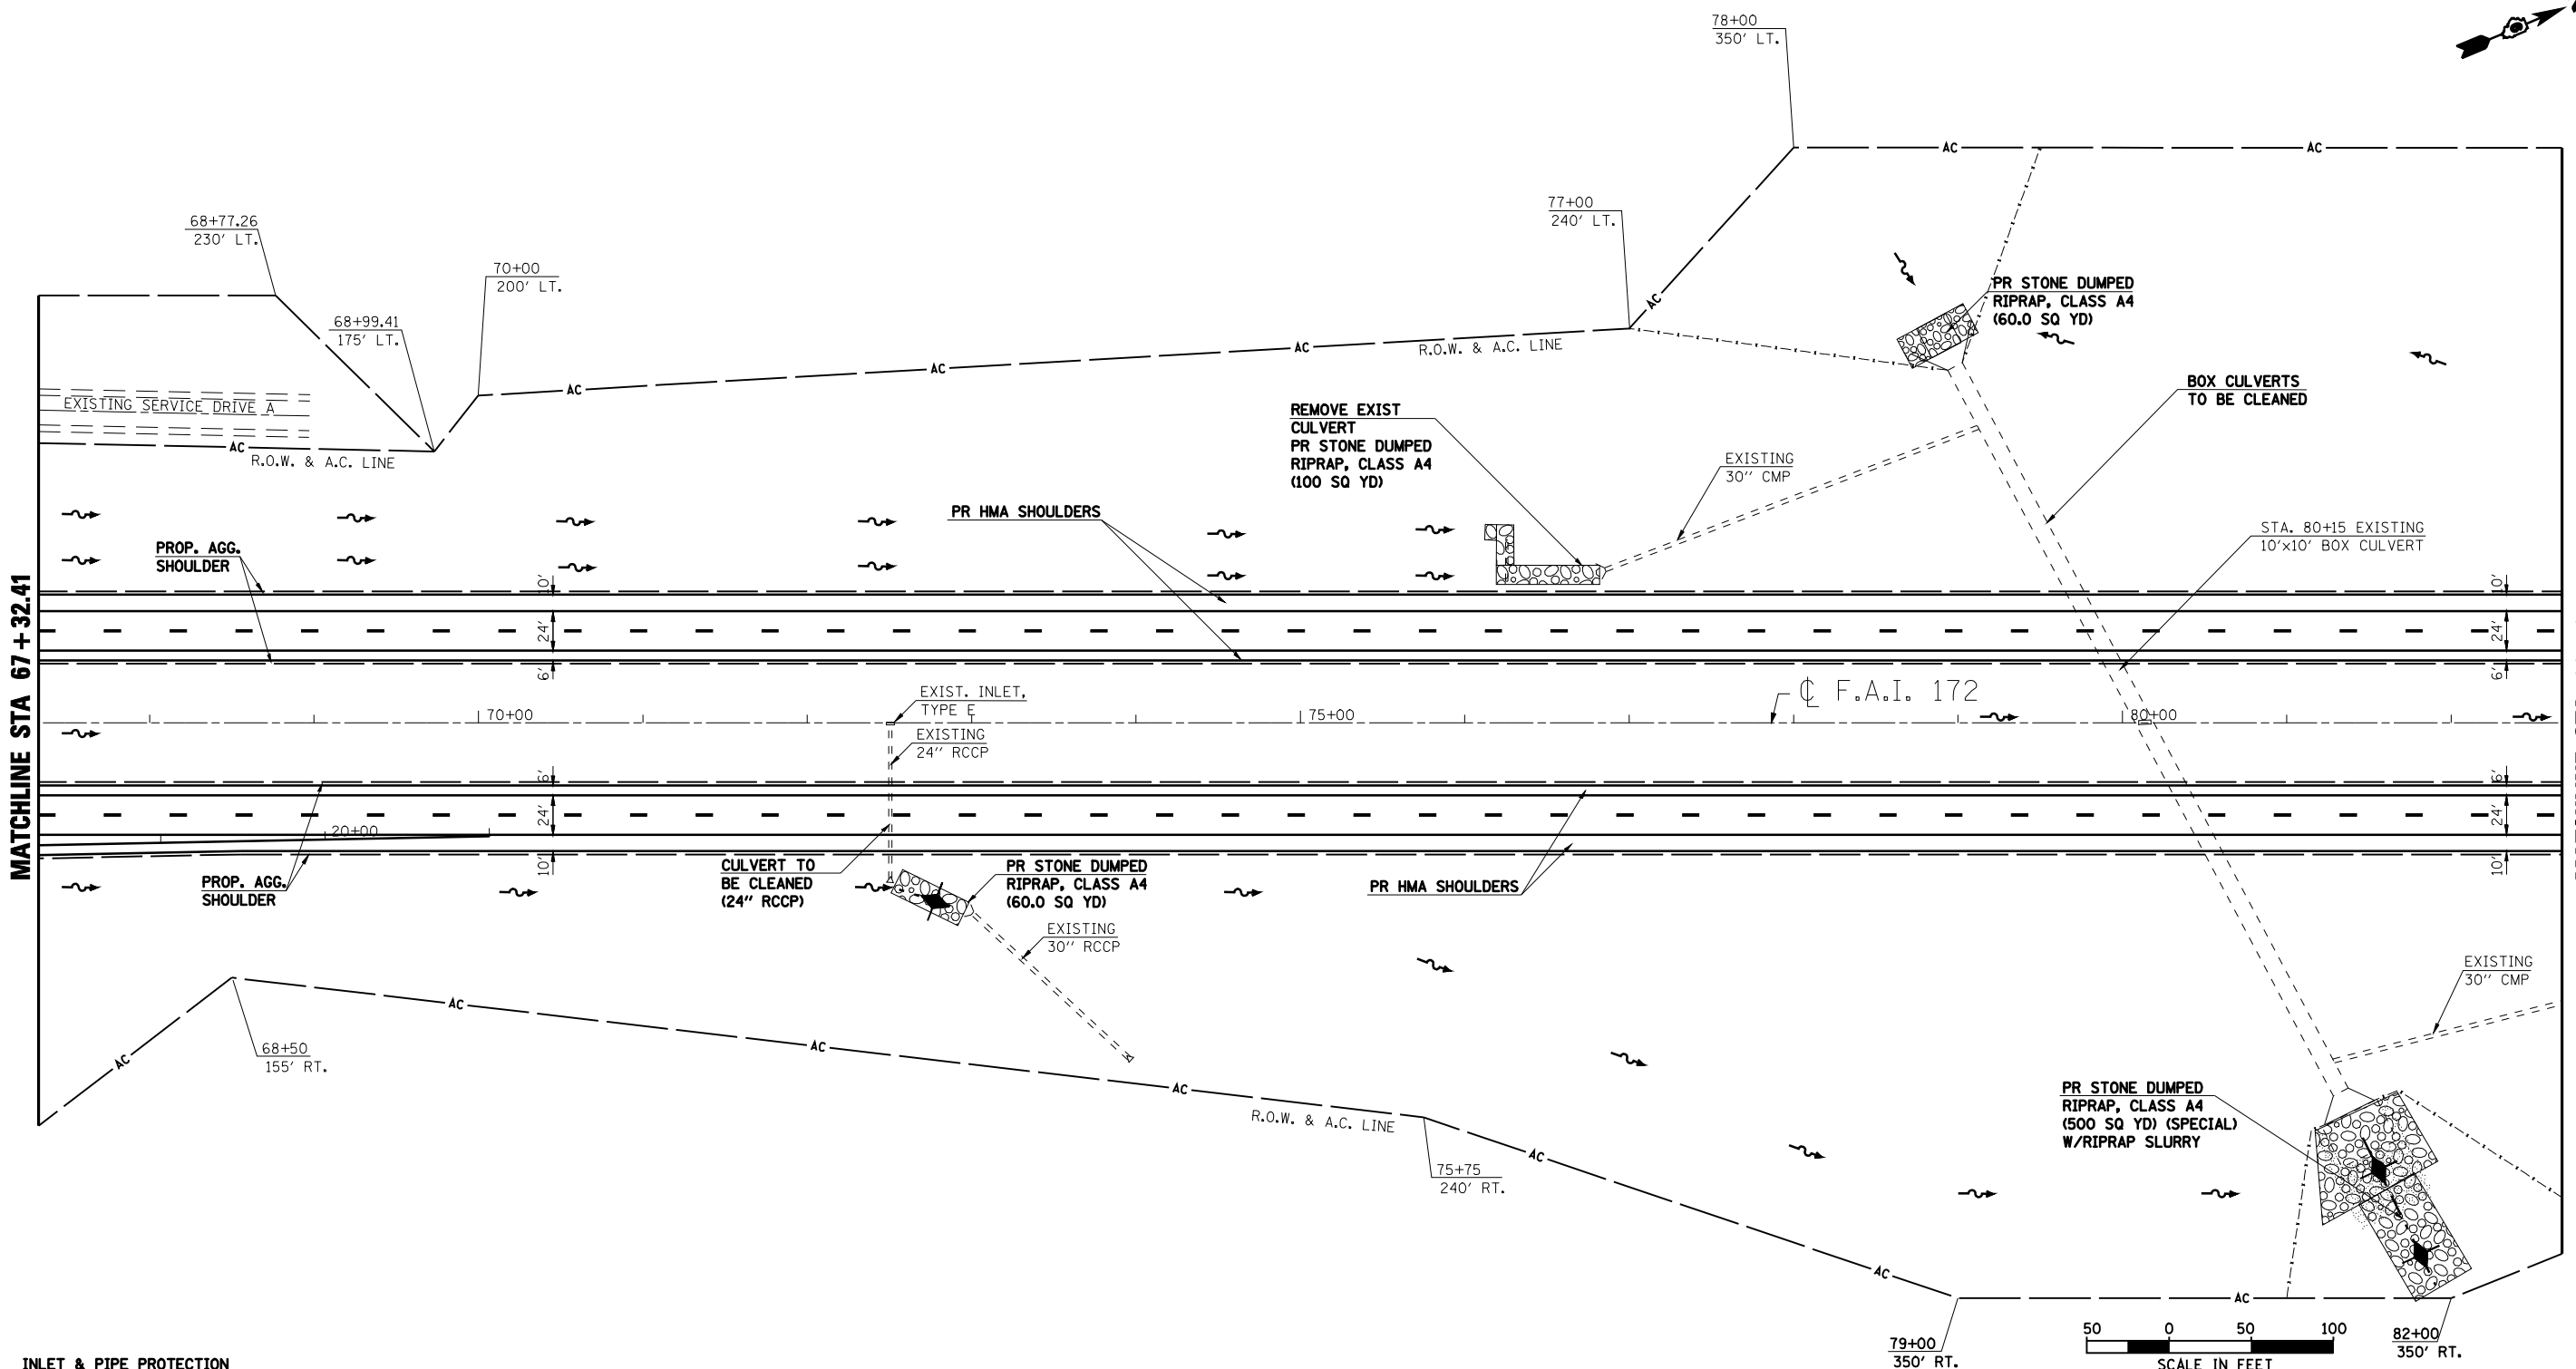 78+00
350' LT.
77+00
240' LT.
68+77.26
230' LT.
70+00
200' LT.
68+99.41
175' LT.
AC
AC
AC
AC
AC
AC
R.O.W. & A.C. LINE
PR STONE DUMPED
RIPRAP, CLASS A4
(60.0 SQ YD)
EXISTING SERVICE DRIVE A
AC
R.O.W. & A.C. LINE
BOX CULVERTS
TO BE CLEANED
REMOVE EXIST
CULVERT
PR STONE DUMPED
RIPRAP, CLASS A4
(100 SQ YD)
EXISTING
30" CMP
PR HMA SHOULDERS
STA. 80+15 EXISTING
10'x10' BOX CULVERT
PROP. AGG.
SHOULDER
MATCHLINE STA 67+32.41
10'
24'
6'
10'
24'
6'
EXIST. INLET,
TYPE E
℄ F.A.I. 172
70+00
75+00
80+00
EXISTING
24" RCCP
6'
24'
10'
6'
24'
10'
20+00
PROP. AGG.
SHOULDER
CULVERT TO
BE CLEANED
(24" RCCP)
PR STONE DUMPED
RIPRAP, CLASS A4
(60.0 SQ YD)
PR HMA SHOULDERS
EXISTING
30" RCCP
EXISTING
30" CMP
AC
AC
AC
AC
AC
AC
AC
68+50
155' RT.
R.O.W. & A.C. LINE
PR STONE DUMPED
RIPRAP, CLASS A4
(500 SQ YD) (SPECIAL)
W/RIPRAP SLURRY
75+75
240' RT.
79+00
350' RT.
50 0 50 100
SCALE IN FEET
82+00
350' RT.
INLET & PIPE PROTECTION